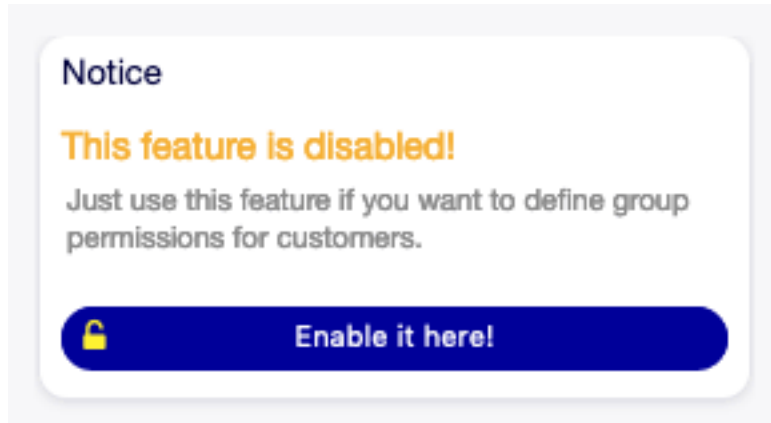 Notice
This feature is disabled!
Just use this feature if you want to define group
permissions for customers.
Enable it here!